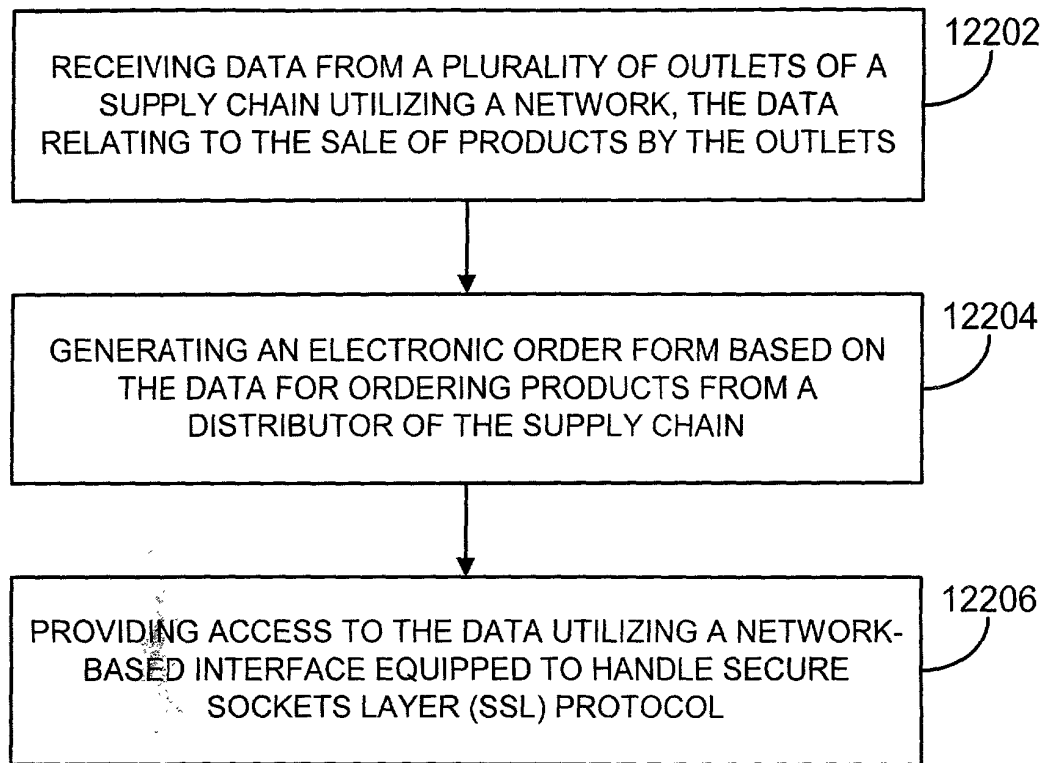 12202
RECEIVING DATA FROM A PLURALITY OF OUTLETS OF A
SUPPLY CHAIN UTILIZING A NETWORK, THE DATA
RELATING TO THE SALE OF PRODUCTS BY THE OUTLETS
12204
GENERATING AN ELECTRONIC ORDER FORM BASED ON
THE DATA FOR ORDERING PRODUCTS FROM A
DISTRIBUTOR OF THE SUPPLY CHAIN
12206
PROVIDING ACCESS TO THE DATA UTILIZING A NETWORK-
BASED INTERFACE EQUIPPED TO HANDLE SECURE
SOCKETS LAYER (SSL) PROTOCOL